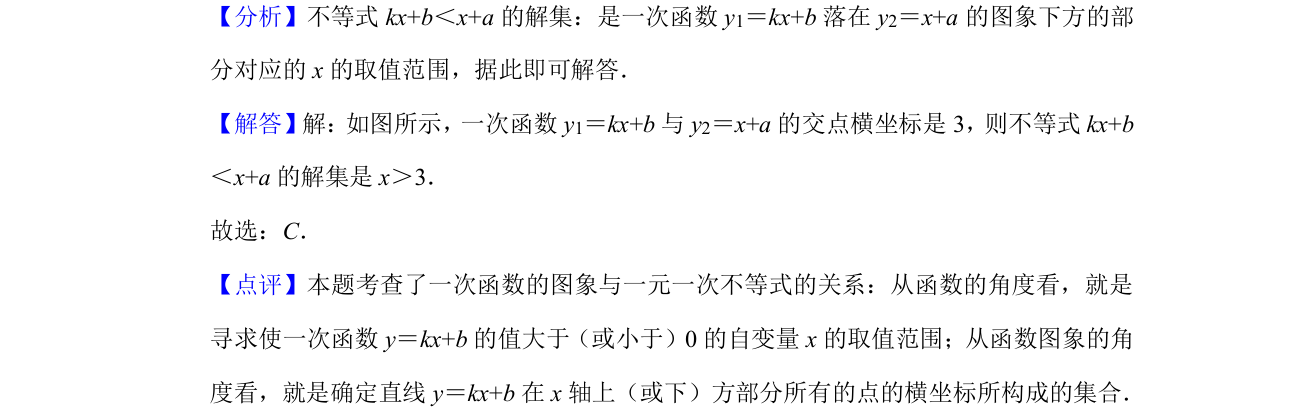 【分析】不等式 kx+b＜x+a 的解集：是一次函数 y₁＝kx+b 落在 y₂＝x+a 的图象下方的部
分对应的 x 的取值范围，据此即可解答．
【解答】解：如图所示，一次函数 y₁＝kx+b 与 y₂＝x+a 的交点横坐标是 3，则不等式 kx+b
＜x+a 的解集是 x＞3．
故选：C．
【点评】本题考查了一次函数的图象与一元一次不等式的关系：从函数的角度看，就是
寻求使一次函数 y＝kx+b 的值大于（或小于）0 的自变量 x 的取值范围；从函数图象的角
度看，就是确定直线 y＝kx+b 在 x 轴上（或下）方部分所有的点的横坐标所构成的集合．